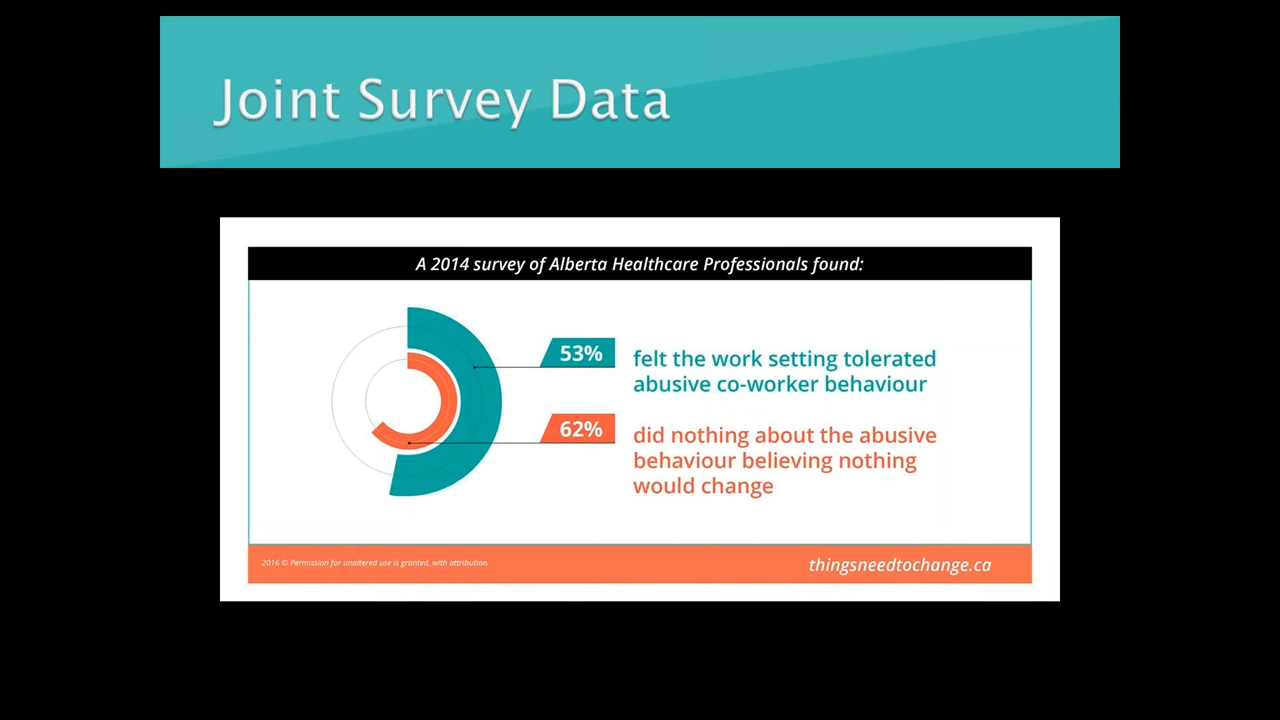 Joint Survey Data
A 2014 survey of Alberta Healthcare Professionals found:
53%
felt the work setting tolerated
abusive co-worker behaviour
62%
did nothing about the abusive
behaviour believing nothing
would change
2016 © Permission for unaltered use is granted, with attribution.
thingsneedtochange.ca